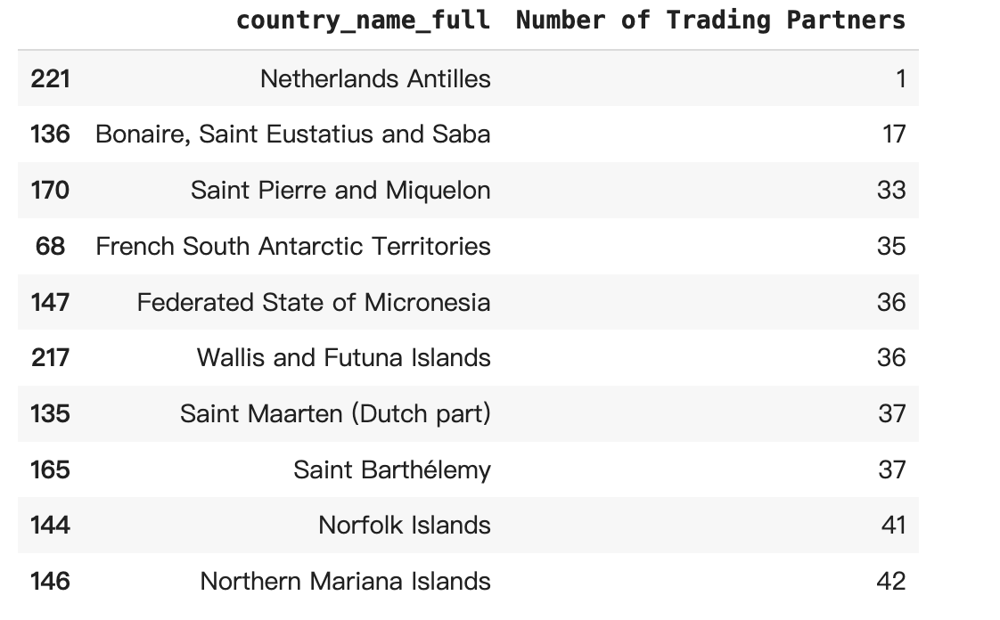 country_name_full Number of Trading Partners
221 Netherlands Antilles 1
136 Bonaire, Saint Eustatius and Saba 17
170 Saint Pierre and Miquelon 33
68 French South Antarctic Territories 35
147 Federated State of Micronesia 36
217 Wallis and Futuna Islands 36
135 Saint Maarten (Dutch part) 37
165 Saint Barthélemy 37
144 Norfolk Islands 41
146 Northern Mariana Islands 42